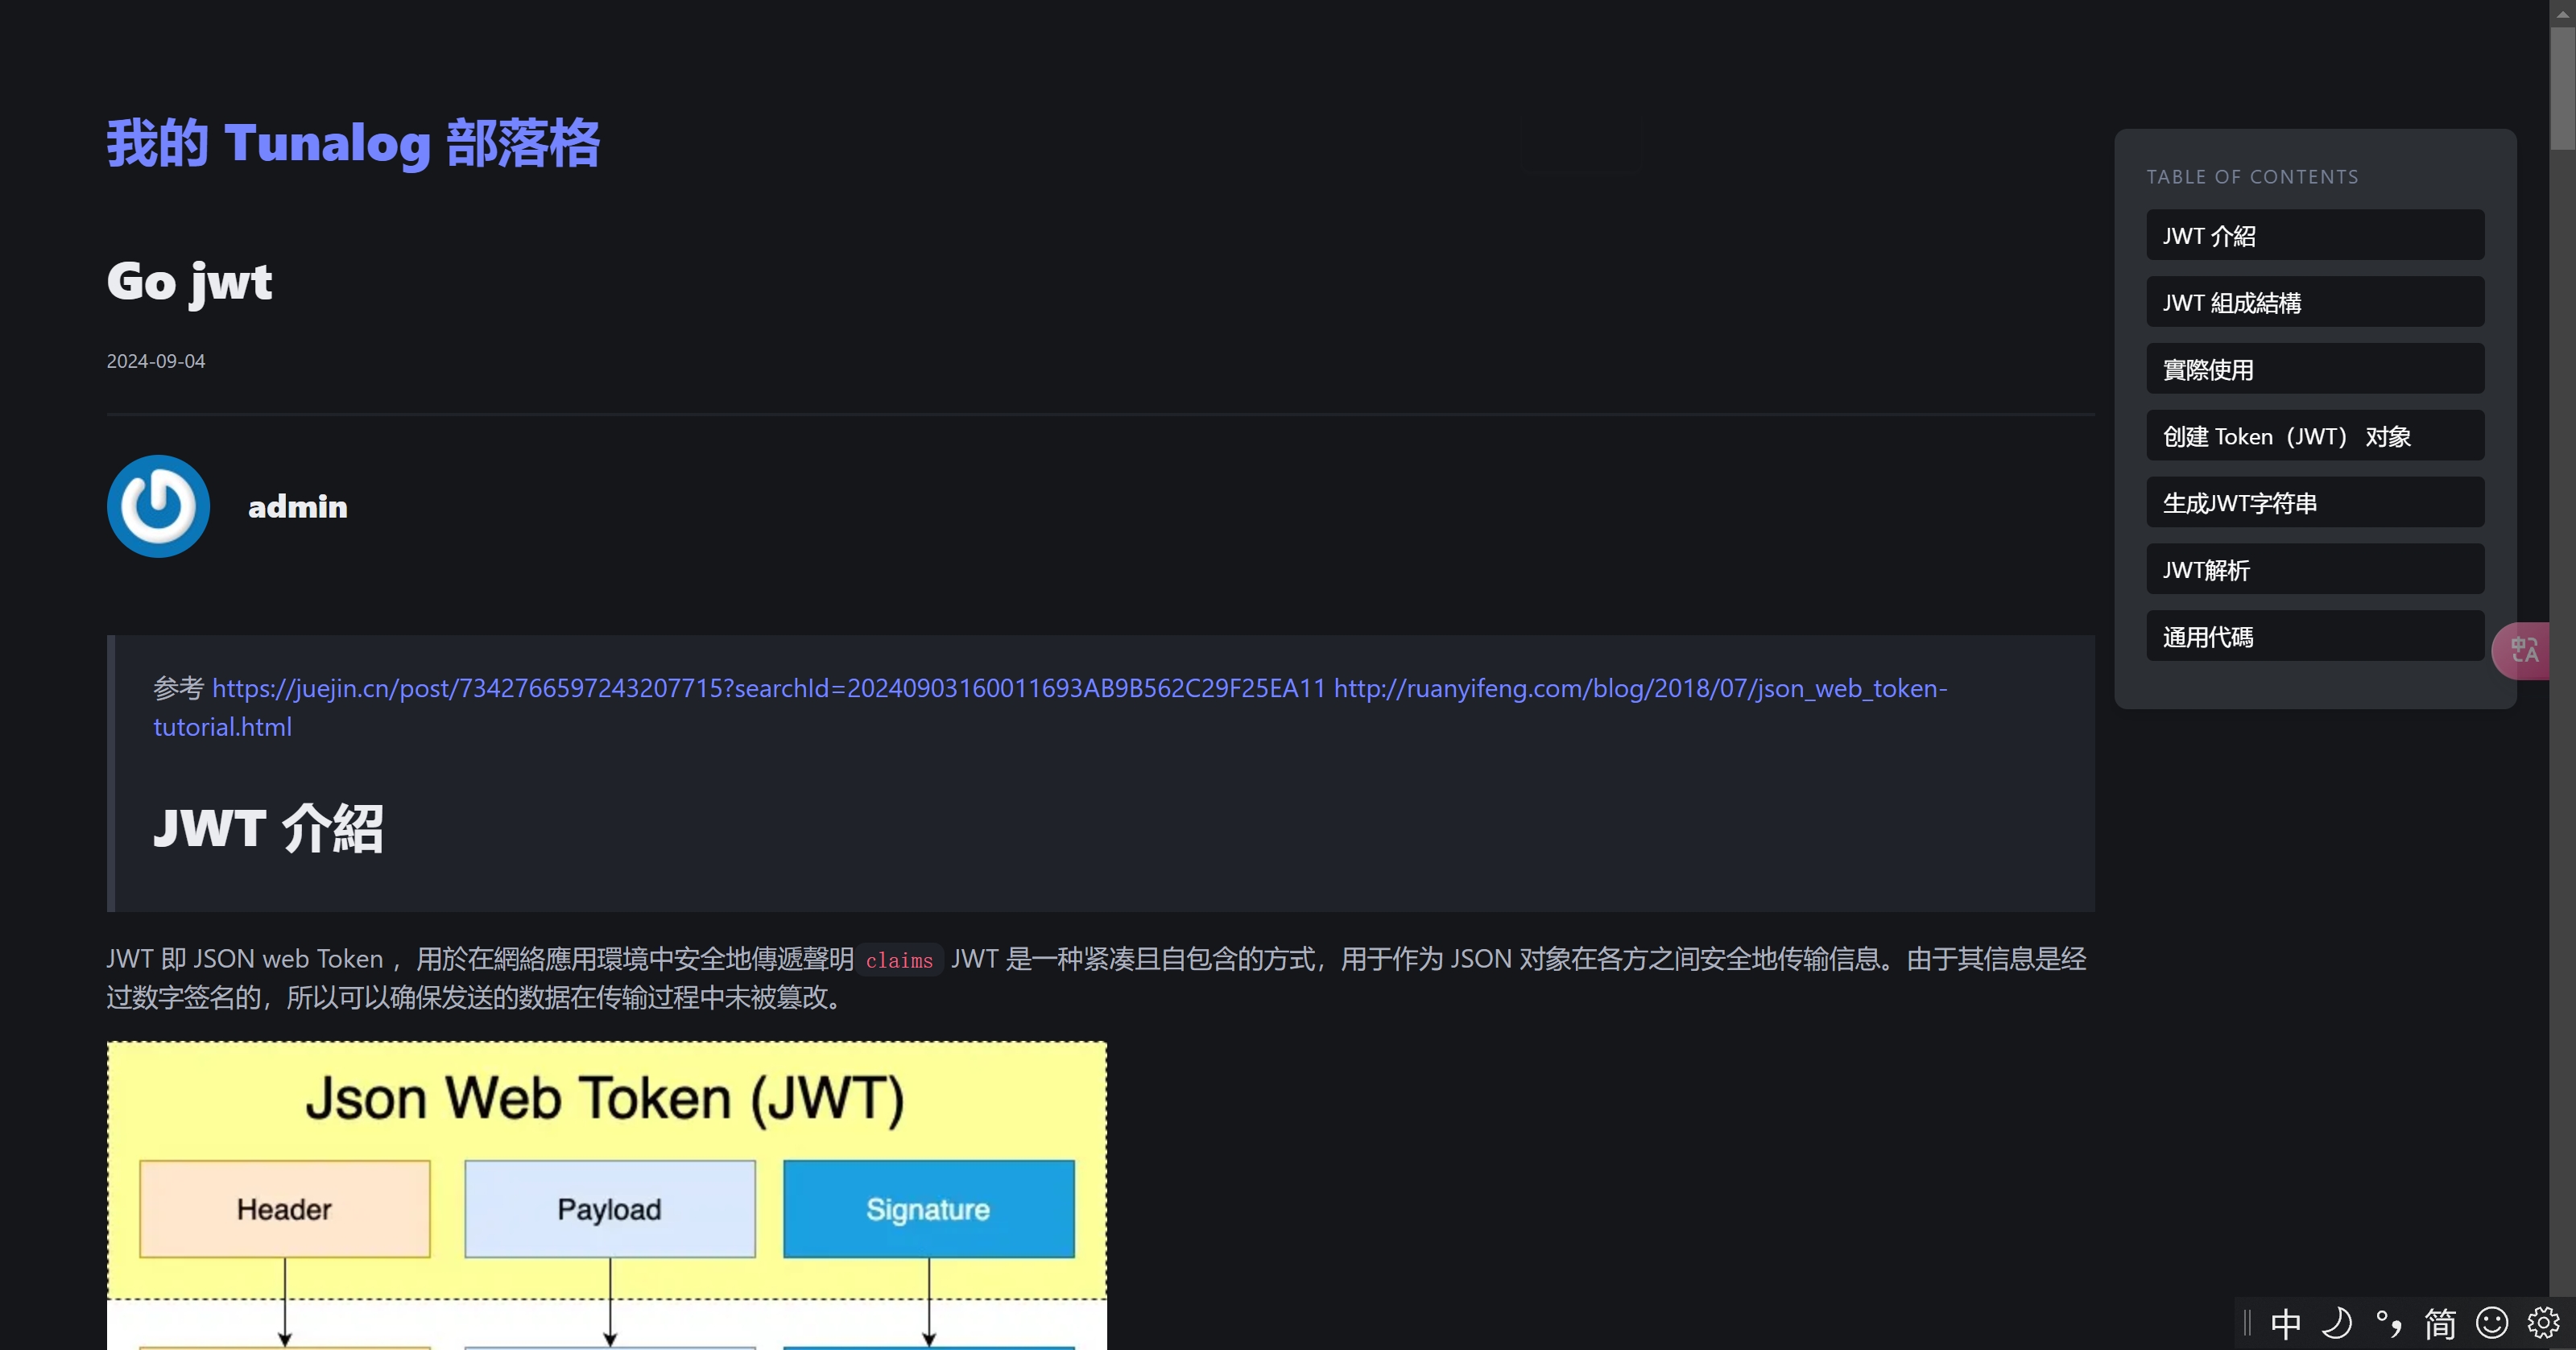 我的 Tunalog 部落格
Go jwt
2024-09-04
admin
参考 https://juejin.cn/post/7342766597243207715?searchId=20240903160011693AB9B562C29F25EA11 http://ruanyifeng.com/blog/2018/07/json_web_token-
tutorial.html
JWT 介紹
JWT 即 JSON web Token ，用於在網絡應用環境中安全地傳遞聲明 claims JWT 是一种紧凑且自包含的方式，用于作为 JSON 对象在各方之间安全地传输信息。由于其信息是经
过数字签名的，所以可以确保发送的数据在传输过程中未被篡改。
Json Web Token (JWT)
Header
Payload
Signature
TABLE OF CONTENTS
JWT 介紹
JWT 組成結構
實際使用
创建 Token（JWT） 对象
生成JWT字符串
JWT解析
通用代碼
中A
中 °, 简